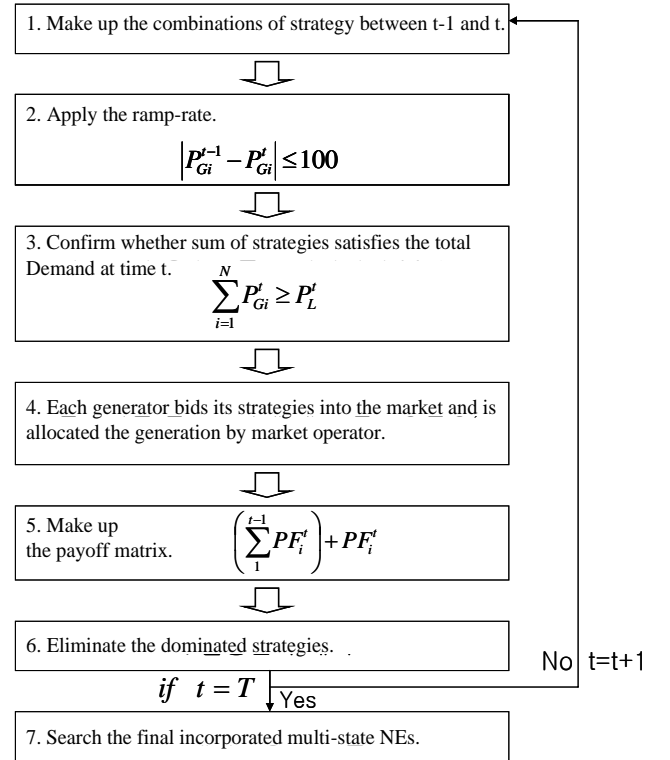 1. Make up the combinations of strategy between t-1 and t.
2. Apply the ramp-rate.
|P_{Gi}^{t-1} − P_{Gi}^{t}| ≤ 100
3. Confirm whether sum of strategies satisfies the total
Demand at time t.
\sum_{i=1}^{N} P_{Gi}^{t} ≥ P_{L}^{t}
4. Each generator bids its strategies into the market and is
allocated the generation by market operator.
5. Make up
the payoff matrix.
(\sum_{1}^{t-1} PF_{i}^{t}) + PF_{i}^{t}
6. Eliminate the dominated strategies.
No t=t+1
if t = T
Yes
7. Search the final incorporated multi-state NEs.